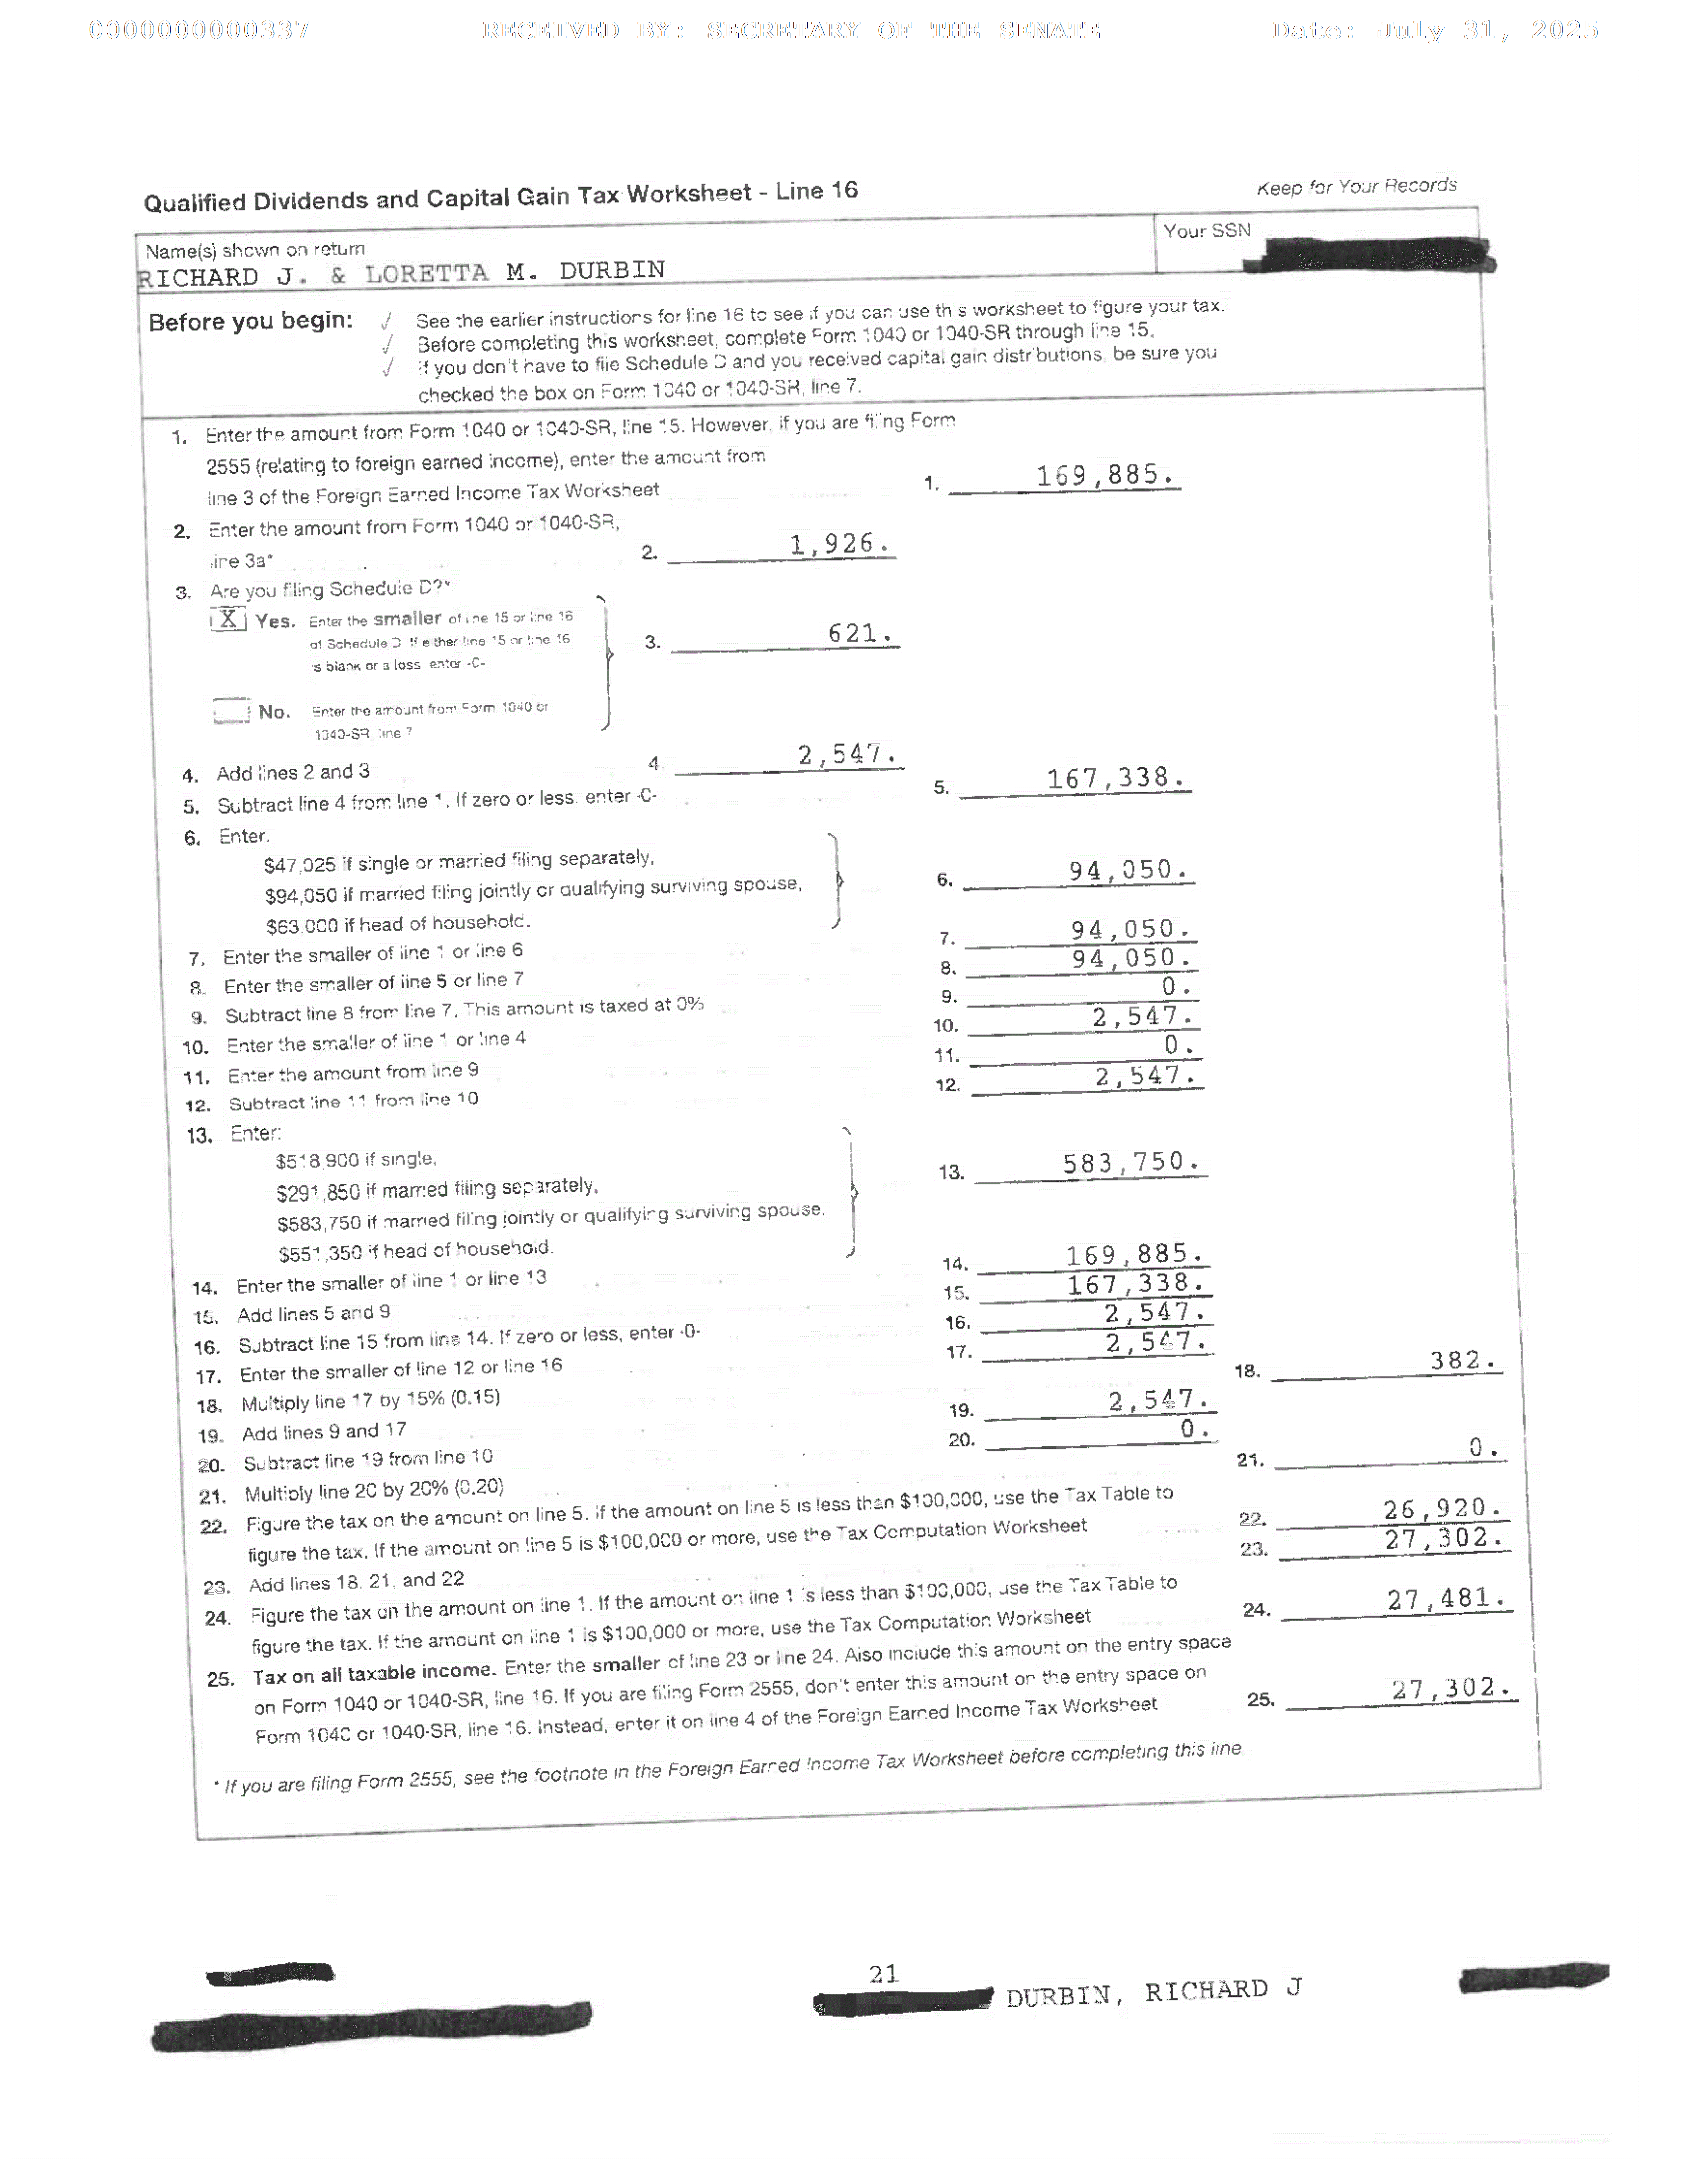 0000000000337 RECEIVED BY: SECRETARY OF THE SENATE Date: July 31, 2025
Qualified Dividends and Capital Gain Tax Worksheet - Line 16 Keep for Your Records
Name(s) shown on return Your SSN
RICHARD J. & LORETTA M. DURBIN
Before you begin: √ See the earlier instructions for line 16 to see if you can use this worksheet to figure your tax.
√ Before completing this worksheet, complete Form 1040 or 1040-SR through line 15.
√ If you don't have to file Schedule D and you received capital gain distributions, be sure you
checked the box on Form 1040 or 1040-SR, line 7.
1. Enter the amount from Form 1040 or 1040-SR, line 15. However, if you are filing Form
2555 (relating to foreign earned income), enter the amount from
line 3 of the Foreign Earned Income Tax Worksheet 1. 169,885.
2. Enter the amount from Form 1040 or 1040-SR,
line 3a* 2. 1,926.
3. Are you filing Schedule D?*
X Yes. Enter the smaller of line 15 or line 16
of Schedule D. If either line 15 or line 16
is blank or a loss, enter -0- 3. 621.
No. Enter the amount from Form 1040 or
1040-SR, line 7
4. Add lines 2 and 3 4. 2,547.
5. Subtract line 4 from line 1. If zero or less, enter -0- 5. 167,338.
6. Enter:
$47,025 if single or married filing separately,
$94,050 if married filing jointly or qualifying surviving spouse, 6. 94,050.
$63,000 if head of household.
7. Enter the smaller of line 1 or line 6 7. 94,050.
8. Enter the smaller of line 5 or line 7 8. 94,050.
9. Subtract line 8 from line 7. This amount is taxed at 0% 9. 0.
10. Enter the smaller of line 1 or line 4 10. 2,547.
11. Enter the amount from line 9 11. 0.
12. Subtract line 11 from line 10 12. 2,547.
13. Enter:
$518,900 if single,
$291,850 if married filing separately, 13. 583,750.
$583,750 if married filing jointly or qualifying surviving spouse,
$551,350 if head of household.
14. Enter the smaller of line 1 or line 13 14. 169,885.
15. Add lines 5 and 9 15. 167,338.
16. Subtract line 15 from line 14. If zero or less, enter -0- 16. 2,547.
17. Enter the smaller of line 12 or line 16 17. 2,547.
18. Multiply line 17 by 15% (0.15) 18. 382.
19. Add lines 9 and 17 19. 2,547.
20. Subtract line 19 from line 10 20. 0.
21. Multiply line 20 by 20% (0.20) 21. 0.
22. Figure the tax on the amount on line 5. If the amount on line 5 is less than $100,000, use the Tax Table to
figure the tax. If the amount on line 5 is $100,000 or more, use the Tax Computation Worksheet 22. 26,920.
23. Add lines 18, 21, and 22 23. 27,302.
24. Figure the tax on the amount on line 1. If the amount on line 1 is less than $100,000, use the Tax Table to
figure the tax. If the amount on line 1 is $100,000 or more, use the Tax Computation Worksheet 24. 27,481.
25. Tax on all taxable income. Enter the smaller of line 23 or line 24. Also include this amount on the entry space
on Form 1040 or 1040-SR, line 16. If you are filing Form 2555, don't enter this amount on the entry space on
Form 1040 or 1040-SR, line 16. Instead, enter it on line 4 of the Foreign Earned Income Tax Worksheet 25. 27,302.
* If you are filing Form 2555, see the footnote in the Foreign Earned Income Tax Worksheet before completing this line
21
DURBIN, RICHARD J